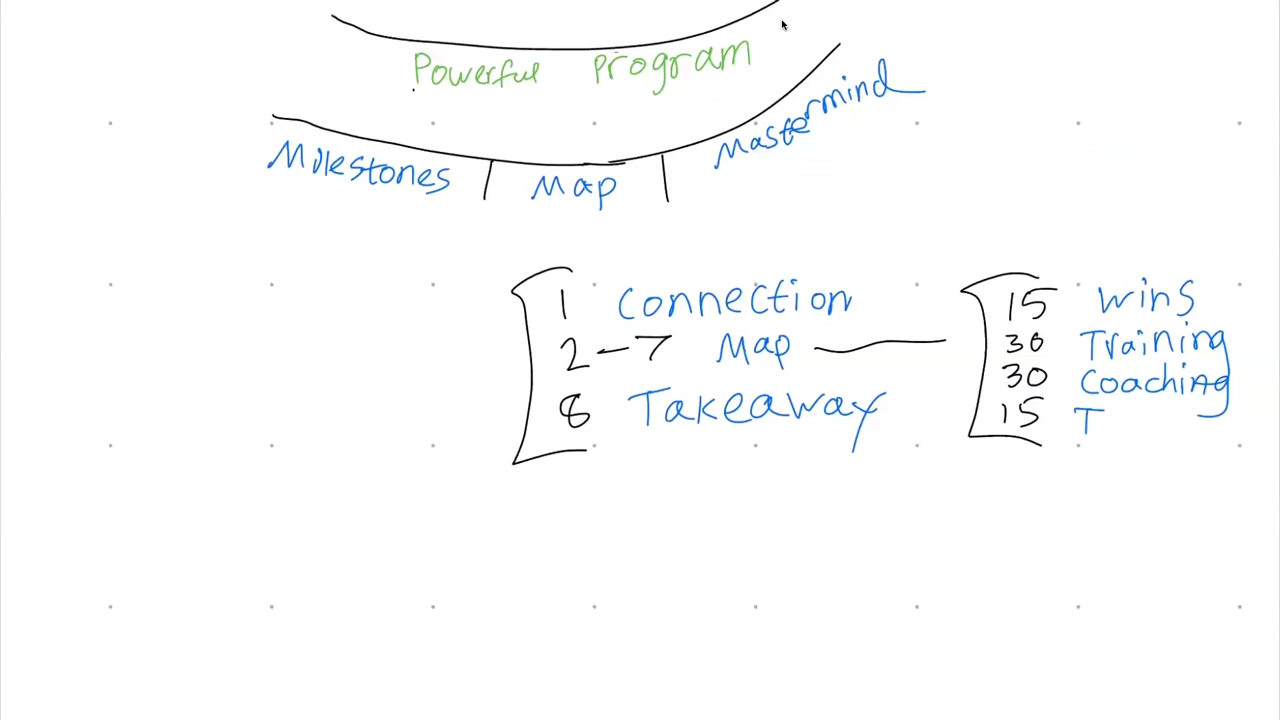 Powerful Program
Milestones | Map | Mastermind
1 Connection
2-7 Map
8 Takeaway
15 Wins
30 Training
30 Coaching
15 T